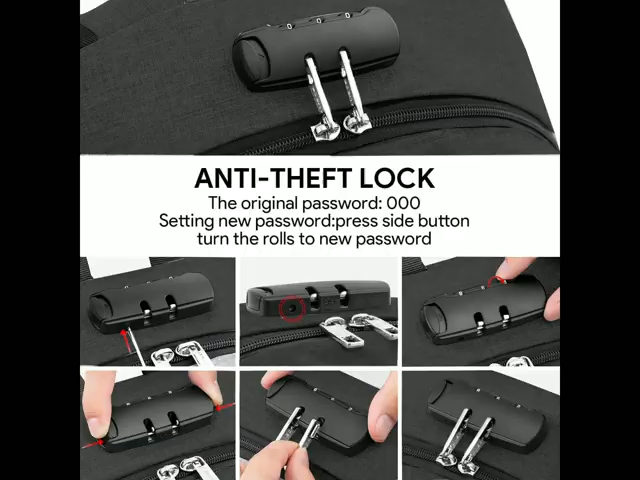 ANTI-THEFT LOCK
The original password: 000
Setting new password:press side button
turn the rolls to new password